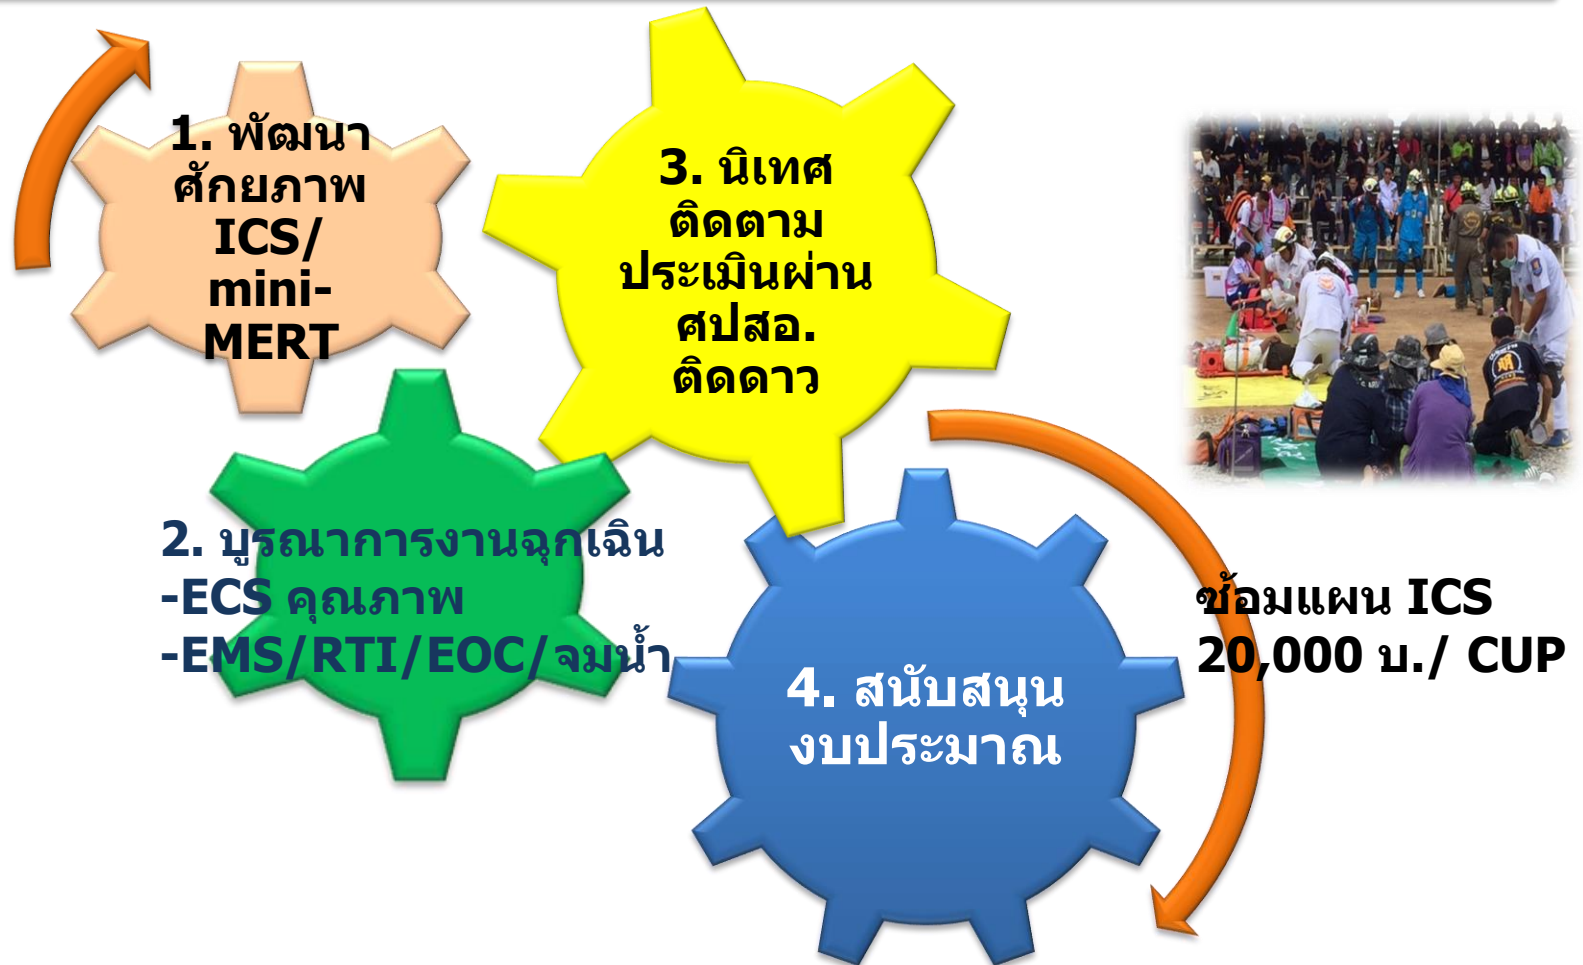 1. พัฒนา
ศักยภาพ
ICS/
mini-
MERT
2. บูรณาการงานฉุกเฉิน
-ECS คุณภาพ
-EMS/RTI/EOC/จมน้ำ
3. นิเทศ
ติดตาม
ประเมินผ่าน
ศปสอ.
ติดดาว
4. สนับสนุน
งบประมาณ
ซ้อมแผน ICS
20,000 บ./ CUP